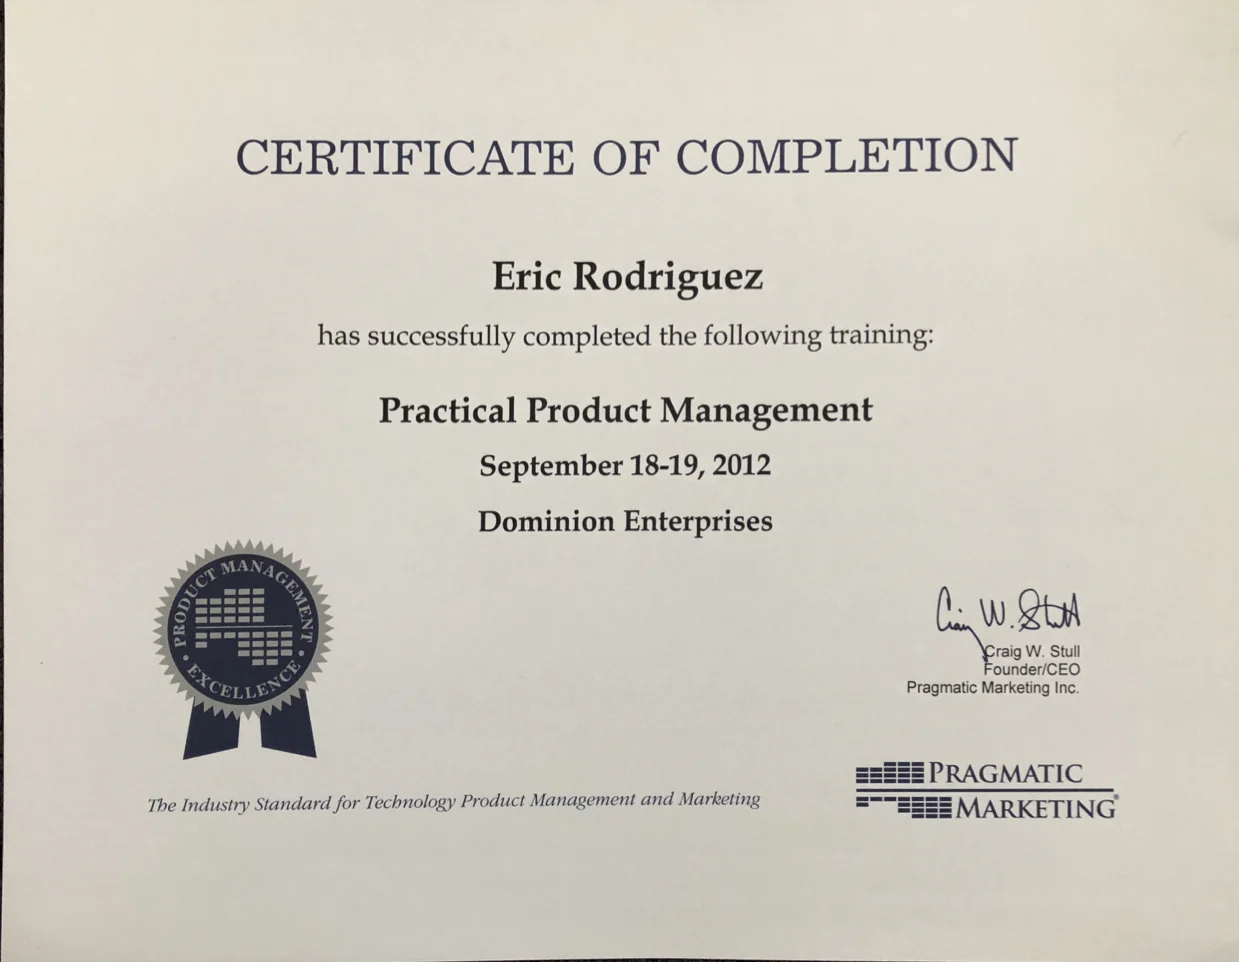 CERTIFICATE OF COMPLETION
Eric Rodriguez
has successfully completed the following training:
Practical Product Management
September 18-19, 2012
Dominion Enterprises
PRODUCT MANAGEMENT
• EXCELLENCE •
Craig W. Stull
Craig W. Stull
Founder/CEO
Pragmatic Marketing Inc.
PRAGMATIC
MARKETING®
The Industry Standard for Technology Product Management and Marketing